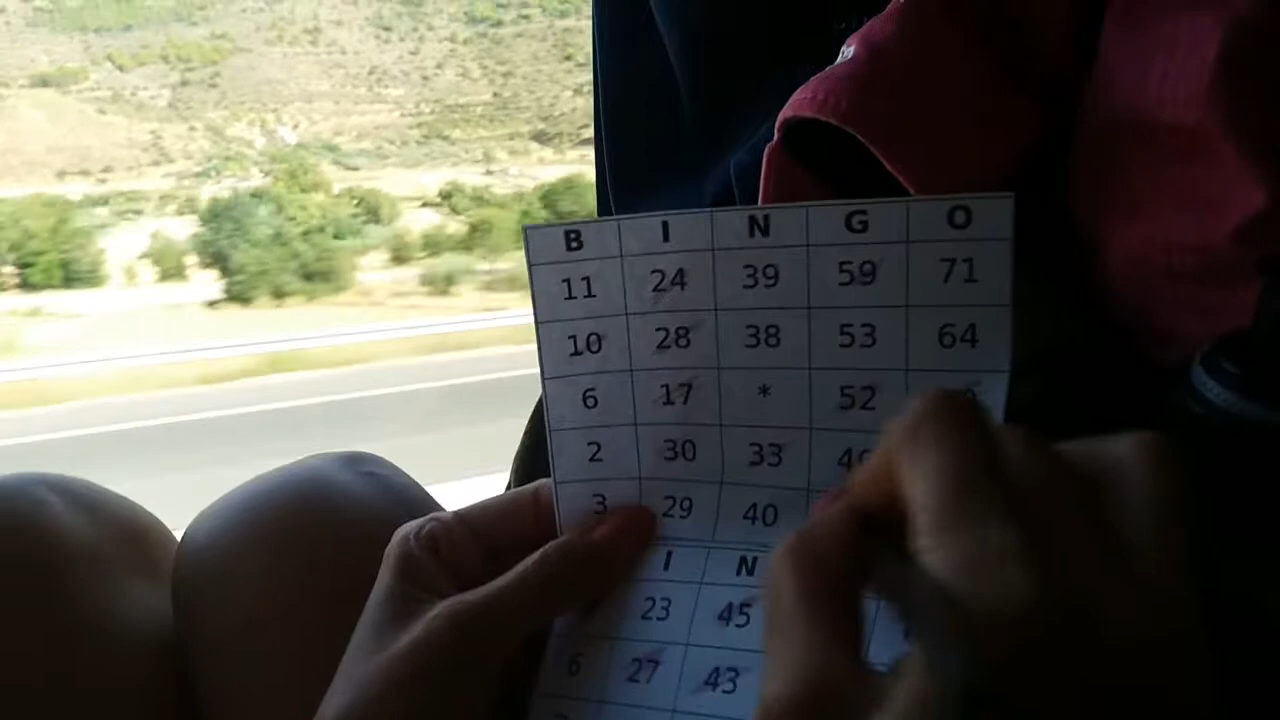 B I N G O
11 24 39 59 71
10 28 38 53 64
6 17 * 52
2 30 33
3 29 40
I N
23 45
6 27 43